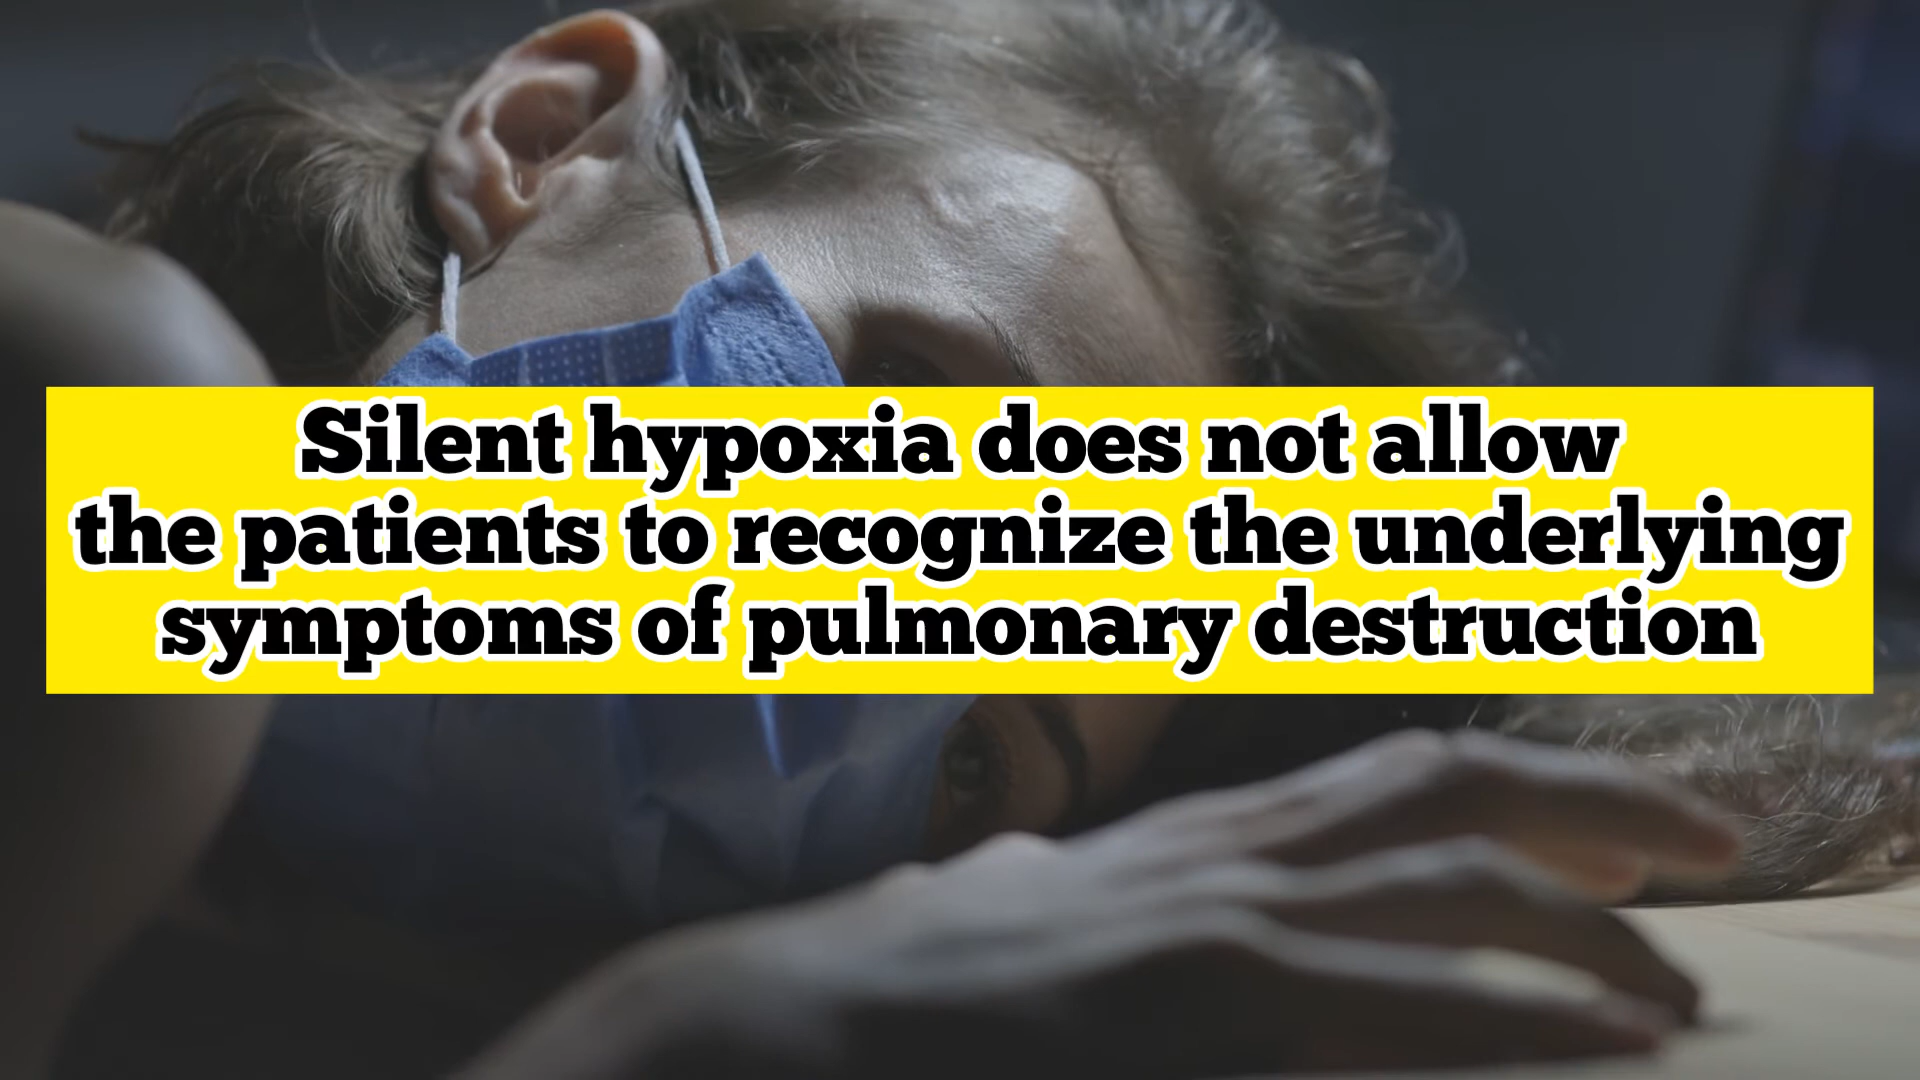 Silent hypoxia does not allow
the patients to recognize the underlying
symptoms of pulmonary destruction